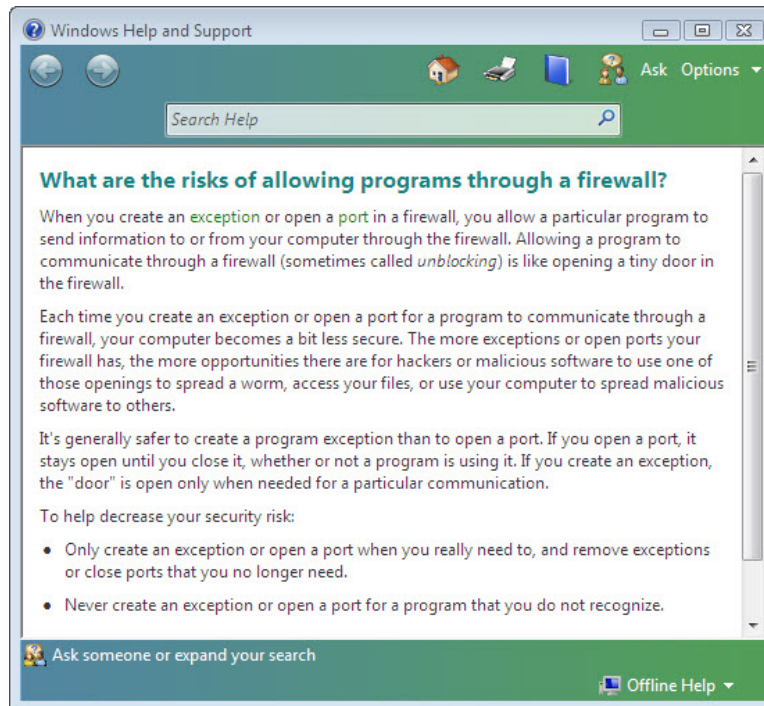 Windows Help and Support
Ask Options
Search Help
What are the risks of allowing programs through a firewall?
When you create an exception or open a port in a firewall, you allow a particular program to
send information to or from your computer through the firewall. Allowing a program to
communicate through a firewall (sometimes called unblocking) is like opening a tiny door in
the firewall.
Each time you create an exception or open a port for a program to communicate through a
firewall, your computer becomes a bit less secure. The more exceptions or open ports your
firewall has, the more opportunities there are for hackers or malicious software to use one of
those openings to spread a worm, access your files, or use your computer to spread malicious
software to others.
It's generally safer to create a program exception than to open a port. If you open a port, it
stays open until you close it, whether or not a program is using it. If you create an exception,
the "door" is open only when needed for a particular communication.
To help decrease your security risk:
• Only create an exception or open a port when you really need to, and remove exceptions
or close ports that you no longer need.
• Never create an exception or open a port for a program that you do not recognize.
Ask someone or expand your search
Offline Help